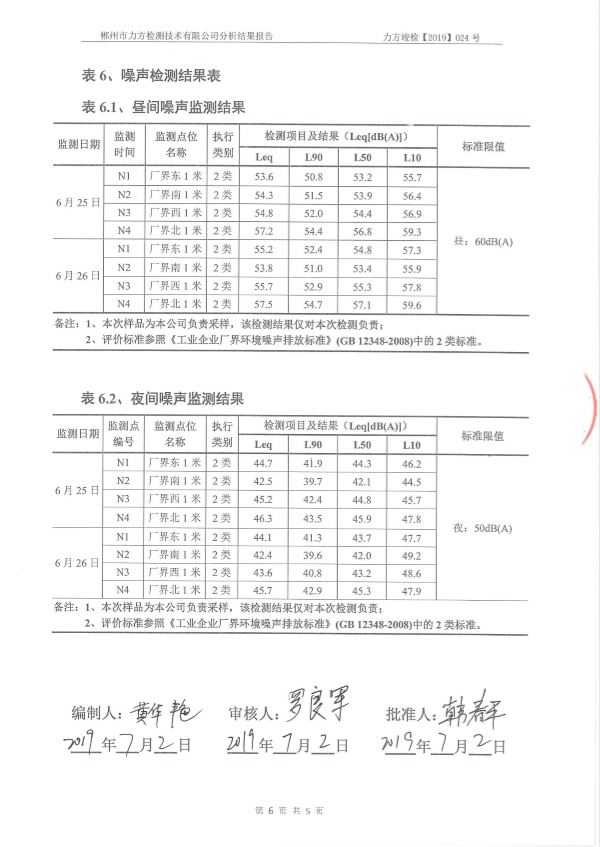 郴州市力方检测技术有限公司分析结果报告 力方竣检【2019】024 号
表 6、噪声检测结果表
表 6.1、昼间噪声监测结果
监测日期 监测时间 监测点位名称 执行类别 检测项目及结果（Leq[dB(A)]） 标准限值
Leq L90 L50 L10
6 月 25 日 N1 厂界东 1 米 2 类 53.6 50.8 53.2 55.7 昼：60dB(A)
N2 厂界南 1 米 2 类 54.3 51.5 53.9 56.4
N3 厂界西 1 米 2 类 54.8 52.0 54.4 56.9
N4 厂界北 1 米 2 类 57.2 54.4 56.8 59.3
6 月 26 日 N1 厂界东 1 米 2 类 55.2 52.4 54.8 57.3
N2 厂界南 1 米 2 类 53.8 51.0 53.4 55.9
N3 厂界西 1 米 2 类 55.7 52.9 55.3 57.8
N4 厂界北 1 米 2 类 57.5 54.7 57.1 59.6
备注：1、本次样品为本公司负责采样，该检测结果仅对本次检测负责；
2、评价标准参照《工业企业厂界环境噪声排放标准》(GB 12348-2008)中的 2 类标准。
表 6.2、夜间噪声监测结果
监测日期 监测点编号 监测点位名称 执行类别 检测项目及结果（Leq[dB(A)]） 标准限值
Leq L90 L50 L10
6 月 25 日 N1 厂界东 1 米 2 类 44.7 41.9 44.3 46.2 夜：50dB(A)
N2 厂界南 1 米 2 类 42.5 39.7 42.1 44.5
N3 厂界西 1 米 2 类 45.2 42.4 44.8 45.7
N4 厂界北 1 米 2 类 46.3 43.5 45.9 47.8
6 月 26 日 N1 厂界东 1 米 2 类 44.1 41.3 43.7 47.7
N2 厂界南 1 米 2 类 42.4 39.6 42.0 49.2
N3 厂界西 1 米 2 类 43.6 40.8 43.2 48.6
N4 厂界北 1 米 2 类 45.7 42.9 45.3 47.9
备注：1、本次样品为本公司负责采样，该检测结果仅对本次检测负责；
2、评价标准参照《工业企业厂界环境噪声排放标准》(GB 12348-2008)中的 2 类标准。
编制人：黄华艳 审核人：罗良军 批准人：韩春军
2019 年 7 月 2 日 2019 年 7 月 2 日 2019 年 7 月 2 日
第 6 页 共 5 页